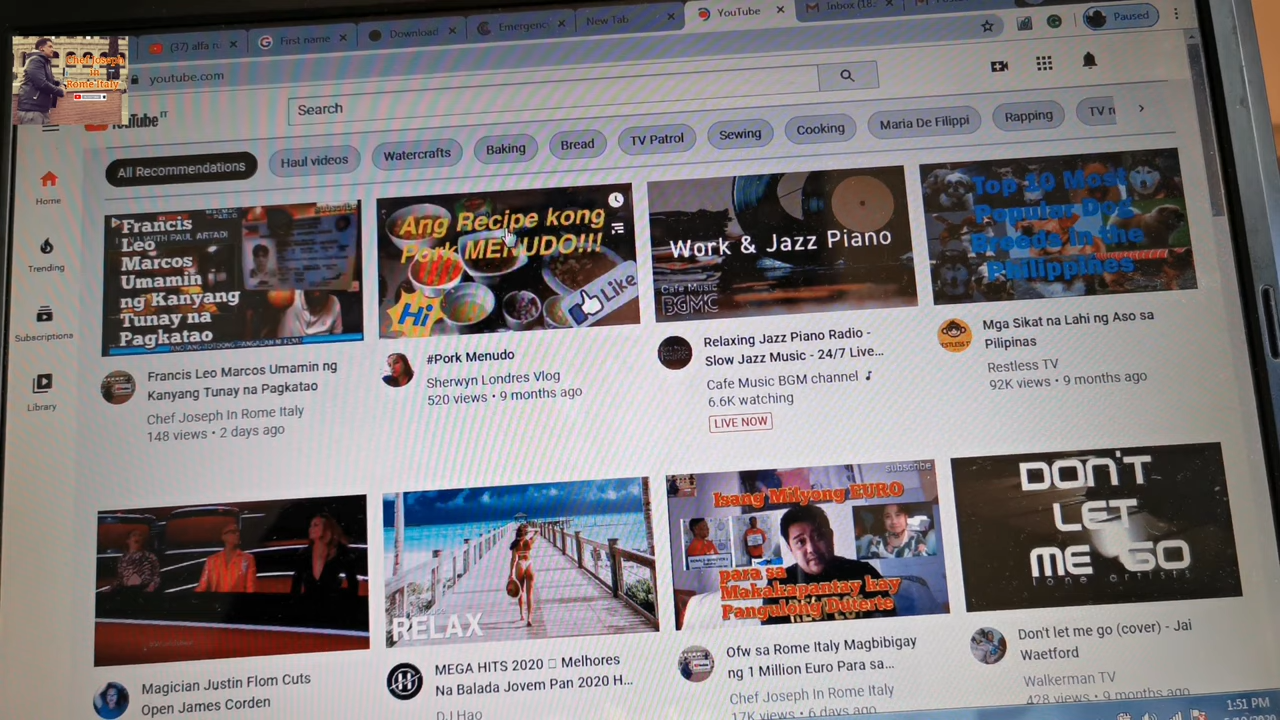 (37) alfa
First name
Download
Emergenc
New Tab
YouTube
Inbox (18
Paused
Chef Joseph
in
Rome Italy
youtube.com
YouTube IT
Search
All Recommendations
Haul videos
Watercrafts
Baking
Bread
TV Patrol
Sewing
Cooking
Maria De Filippi
Rapping
TV
Home
Trending
Subscriptions
Library
subscribe
Francis
Leo
Marcos
Umamin
ng Kanyang
Tunay na
Pagkatao
WITH PAUL ARTADI
Ang Recipe kong
Pork MENUDO!!!
Hi
Like
Work & Jazz Piano
Cafe Music
BGMC
Top 10 Most
Popular Dog
Breeds in the
Philippines
Francis Leo Marcos Umamin ng
Kanyang Tunay na Pagkatao
Chef Joseph In Rome Italy
148 views • 2 days ago
#Pork Menudo
Sherwyn Londres Vlog
520 views • 9 months ago
Relaxing Jazz Piano Radio -
Slow Jazz Music - 24/7 Live...
Cafe Music BGM channel ♪
6.6K watching
LIVE NOW
Mga Sikat na Lahi ng Aso sa
Pilipinas
Restless TV
92K views • 9 months ago
RELAX
subscribe
Isang Milyong EURO
para sa
Makakapantay kay
Pangulong Duterte
DON'T
LET
ME GO
Tone artists
Magician Justin Flom Cuts
Open James Corden
MEGA HITS 2020 □ Melhores
Na Balada Jovem Pan 2020 H...
DJ Hao
Ofw sa Rome Italy Magbibigay
ng 1 Million Euro Para sa...
Chef Joseph In Rome Italy
17K views • 6 days ago
Don't let me go (cover) - Jai
Waetford
Walkerman TV
428 views • 9 months ago
1:51 PM